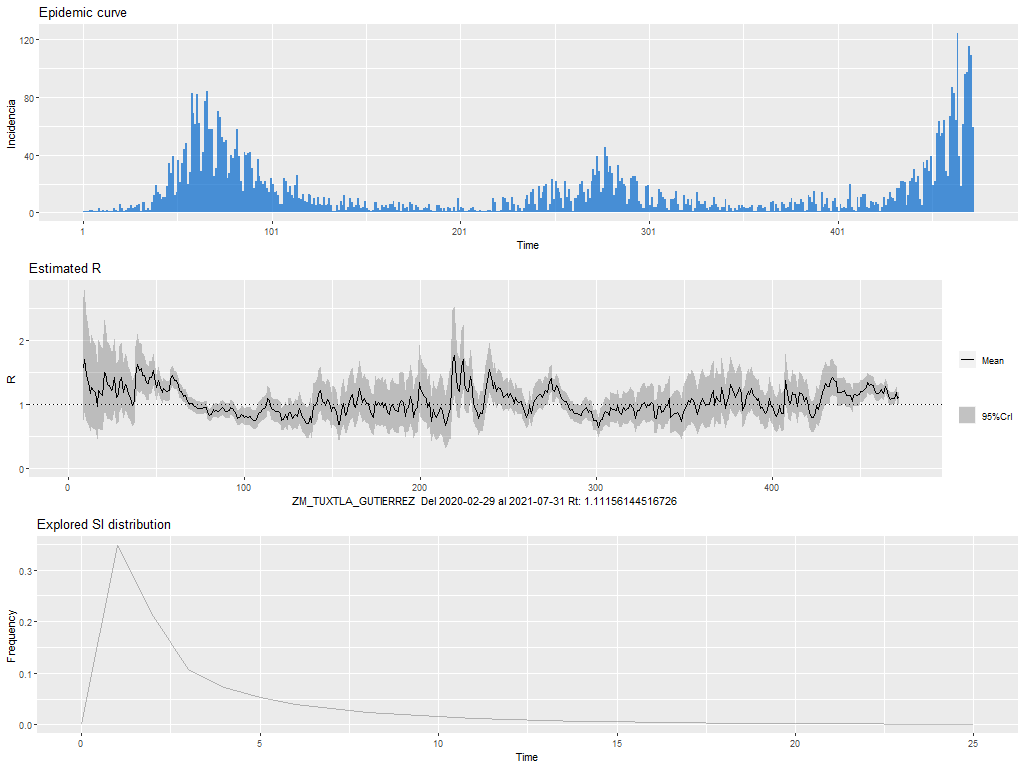 Epidemic curve
120
80
40
0
Incidencia
1
101
201
301
401
Time
Estimated R
2
1
0
R
0
100
200
300
400
Mean
95%CrI
ZM_TUXTLA_GUTIERREZ Del 2020-02-29 al 2021-07-31 Rt: 1.11156144516726
Explored SI distribution
0.3
0.2
0.1
0.0
Frequency
0
5
10
15
20
25
Time